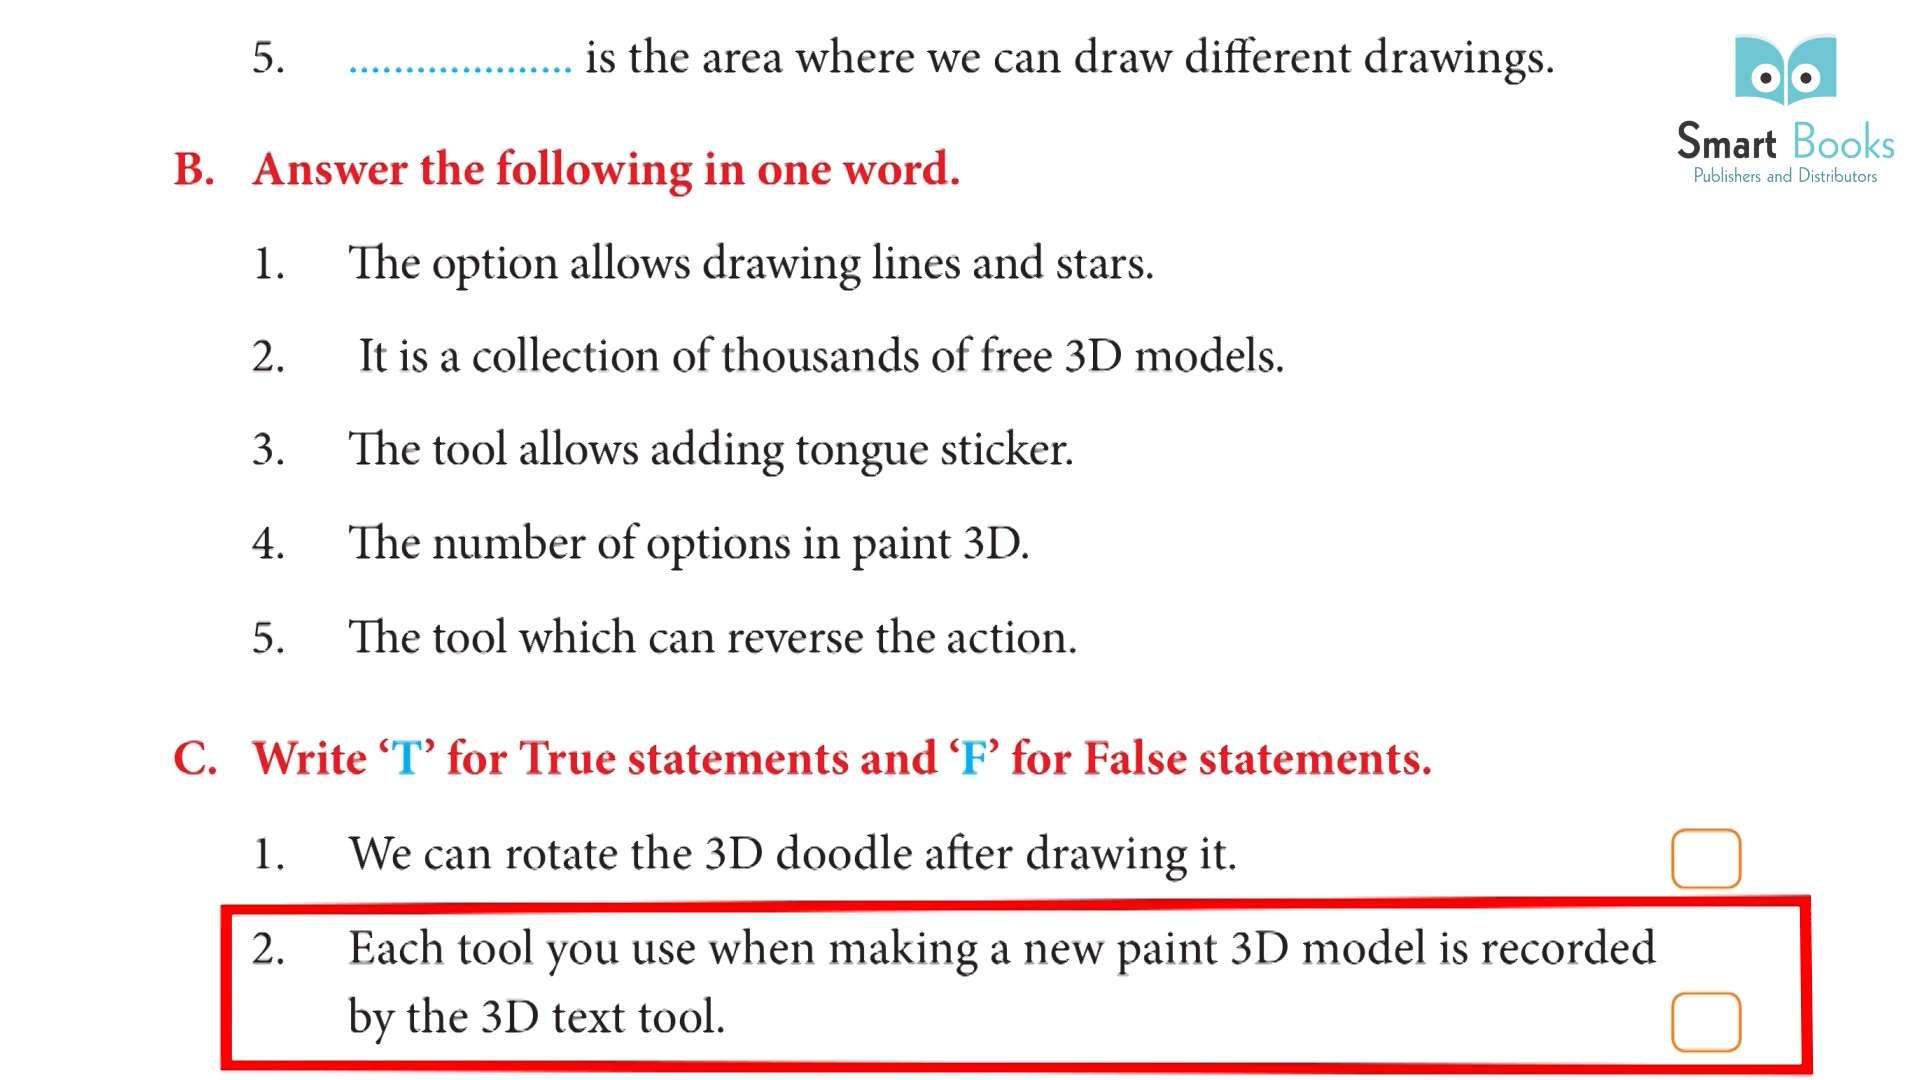 5. .................... is the area where we can draw different drawings.
Smart Books
Publishers and Distributors
B. Answer the following in one word.
1. The option allows drawing lines and stars.
2. It is a collection of thousands of free 3D models.
3. The tool allows adding tongue sticker.
4. The number of options in paint 3D.
5. The tool which can reverse the action.
C. Write ‘T’ for True statements and ‘F’ for False statements.
1. We can rotate the 3D doodle after drawing it.
2. Each tool you use when making a new paint 3D model is recorded
by the 3D text tool.